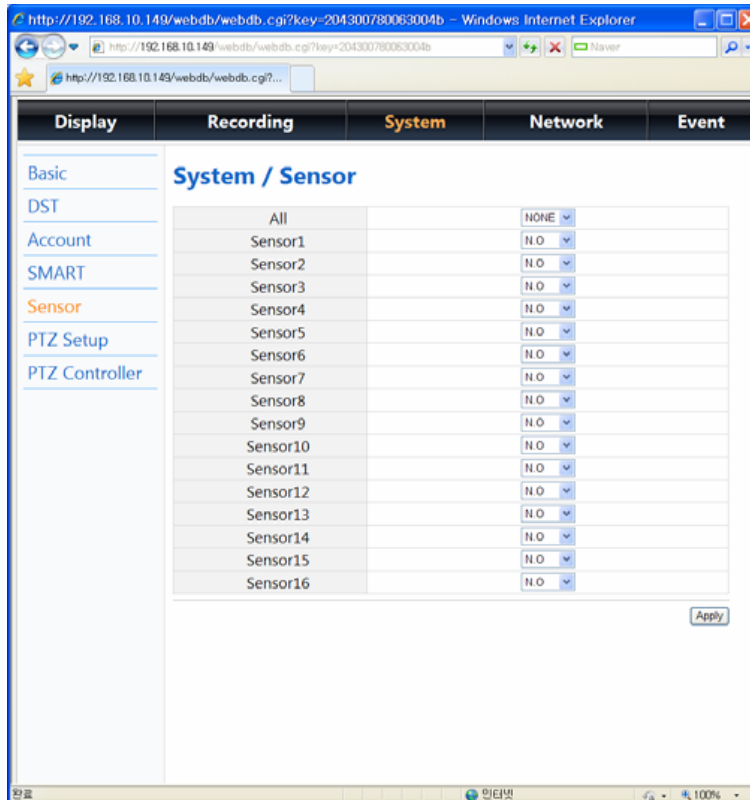 http://192.168.10.149/webdb/webdb.cgi?key=204300780063004b - Windows Internet Explorer
http://192.168.10.149/webdb/webdb.cgi?key=204300780063004b Naver
http://192.168.10.149/webdb/webdb.cgi?...
Display Recording System Network Event
Basic
DST
Account
SMART
Sensor
PTZ Setup
PTZ Controller
System / Sensor
All NONE
Sensor1 N.O
Sensor2 N.O
Sensor3 N.O
Sensor4 N.O
Sensor5 N.O
Sensor6 N.O
Sensor7 N.O
Sensor8 N.O
Sensor9 N.O
Sensor10 N.O
Sensor11 N.O
Sensor12 N.O
Sensor13 N.O
Sensor14 N.O
Sensor15 N.O
Sensor16 N.O
Apply
완료 인터넷 100%